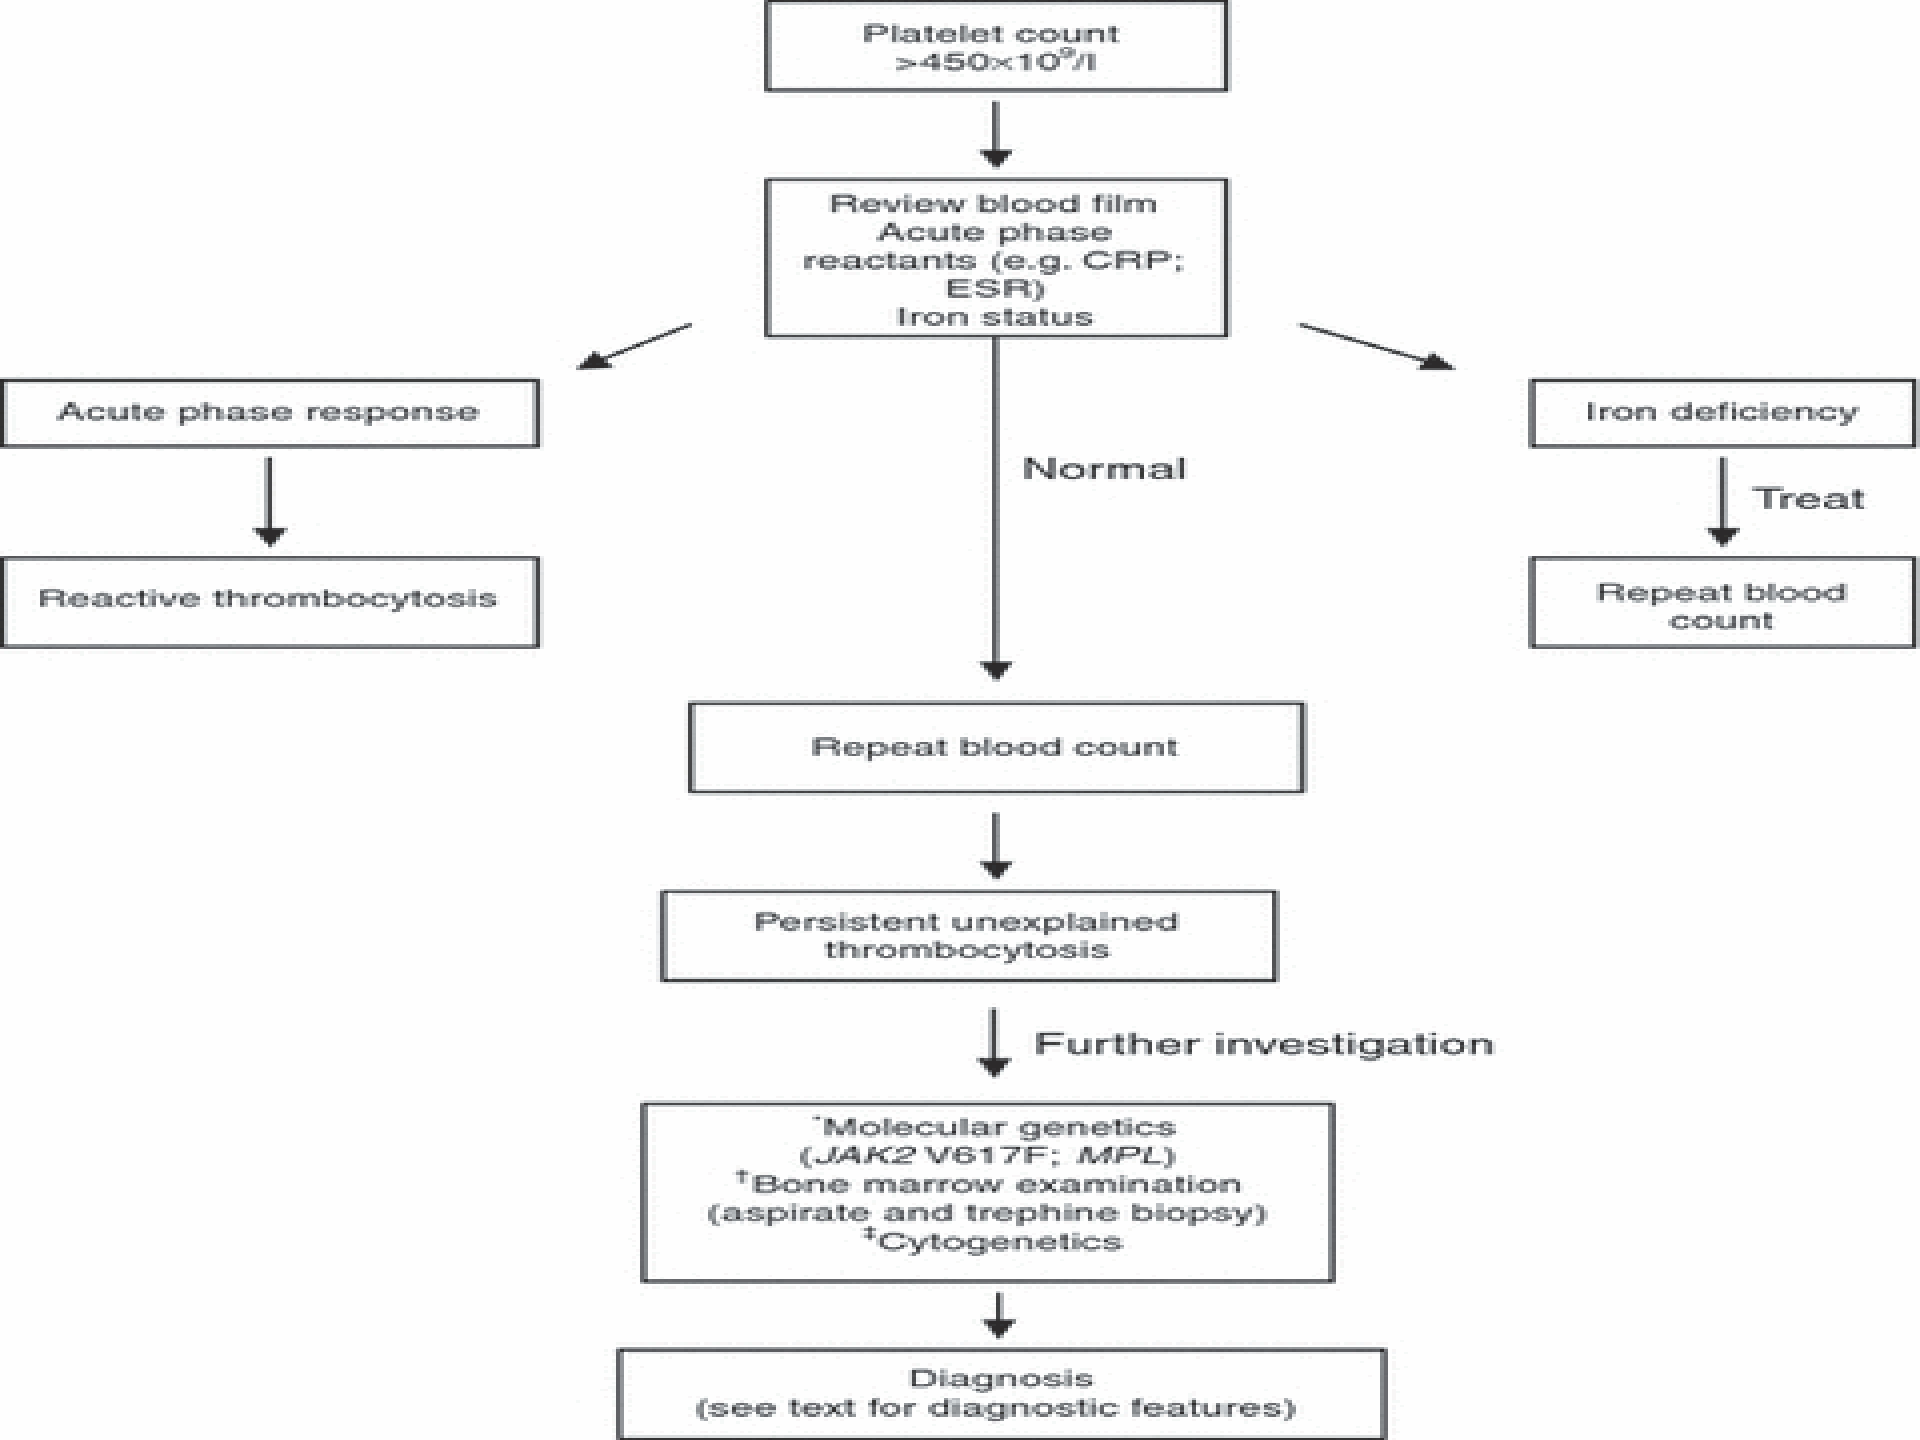 Platelet count
>450×10⁹/l
Review blood film
Acute phase
reactants (e.g. CRP;
ESR)
Iron status
Acute phase response
Iron deficiency
Normal
Treat
Reactive thrombocytosis
Repeat blood
count
Repeat blood count
Persistent unexplained
thrombocytosis
Further investigation
*Molecular genetics
(JAK2 V617F; MPL)
†Bone marrow examination
(aspirate and trephine biopsy)
‡Cytogenetics
Diagnosis
(see text for diagnostic features)